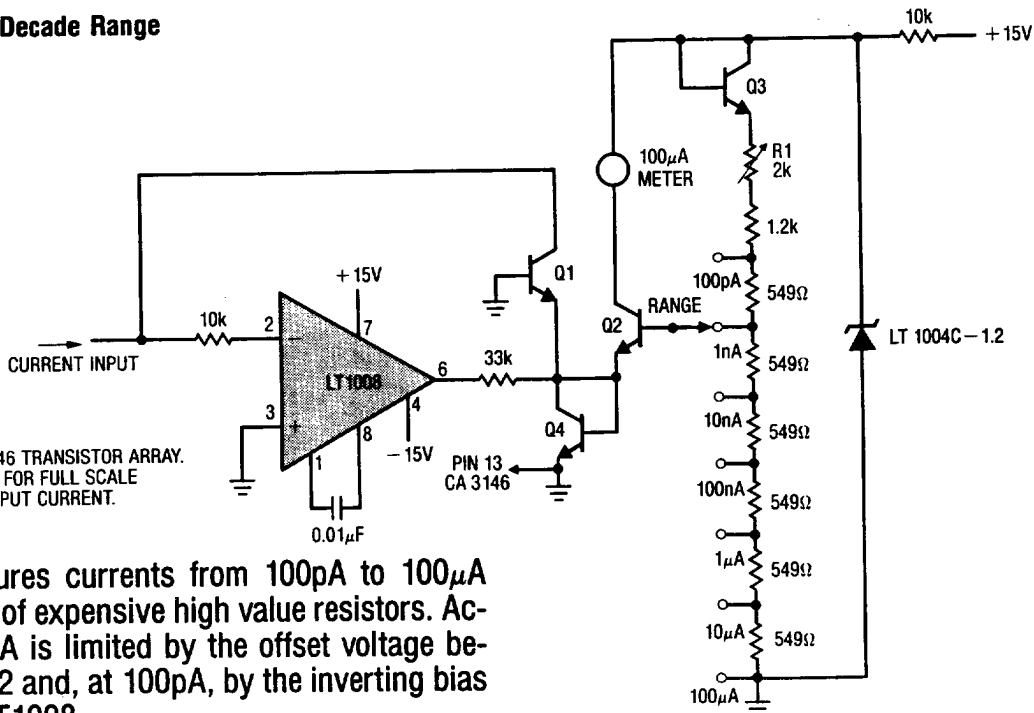 Decade Range
10k
+15V
Q3
R1
2k
100μA
METER
1.2k
Q1
100pA
549Ω
+15V
RANGE
10k
2
7
Q2
LT 1004C–1.2
CURRENT INPUT
1nA
549Ω
–
33k
6
LT1008
3
4
10nA
549Ω
+
8
Q4
–15V
46 TRANSISTOR ARRAY.
PIN 13
CA 3146
FOR FULL SCALE
1
100nA
549Ω
PUT CURRENT.
0.01μF
1μA
549Ω
ures currents from 100pA to 100μA
of expensive high value resistors. Ac-
A is limited by the offset voltage be-
10μA
549Ω
2 and, at 100pA, by the inverting bias
100μA